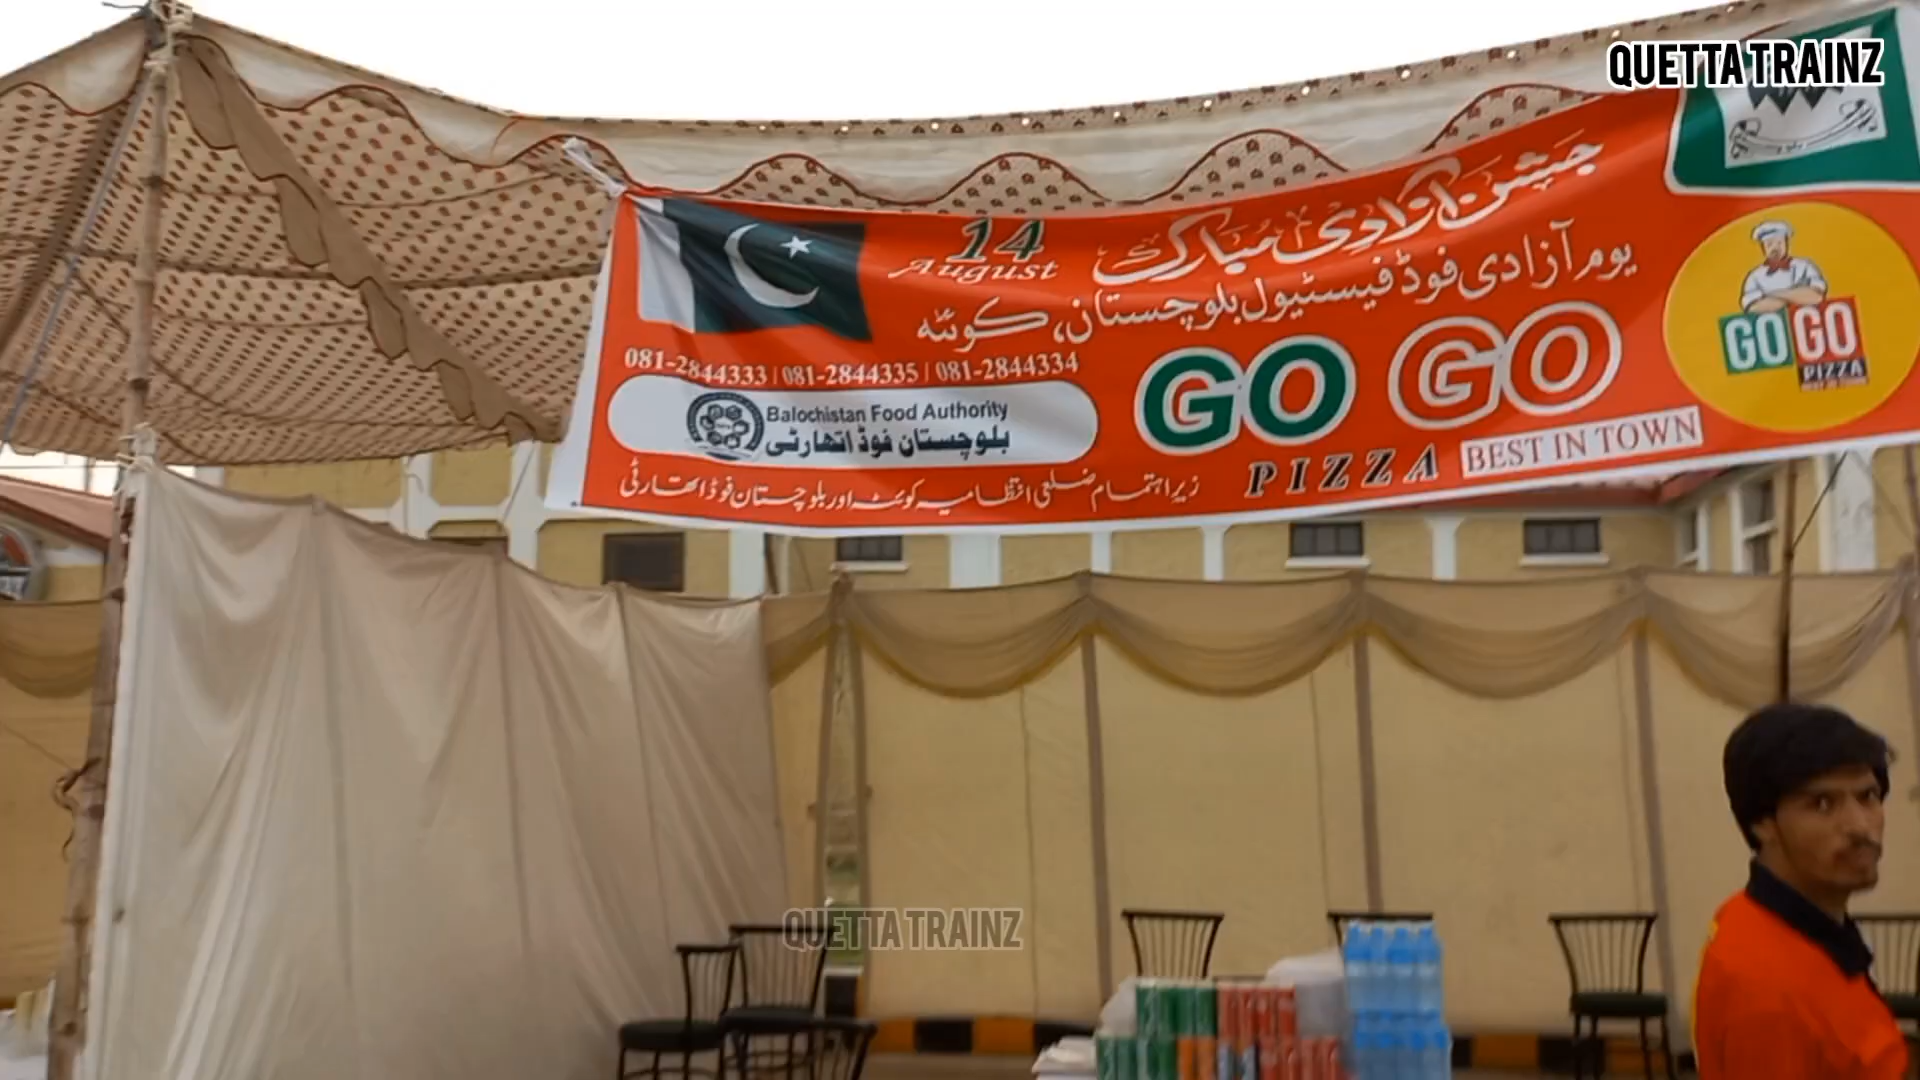 QUETTA TRAINZ
14
August
جشن آزادی مبارک
یوم آزادی فوڈ فیسٹیول بلوچستان، کوئٹہ
081-2844333 | 081-2844335 | 081-2844334
Balochistan Food Authority
بلوچستان فوڈ اتھارٹی
GO GO
PIZZA BEST IN TOWN
زیر اہتمام ضلعی انتظامیہ کوئٹہ اور بلوچستان فوڈ اتھارٹی
GO GO
PIZZA
QUETTA TRAINZ